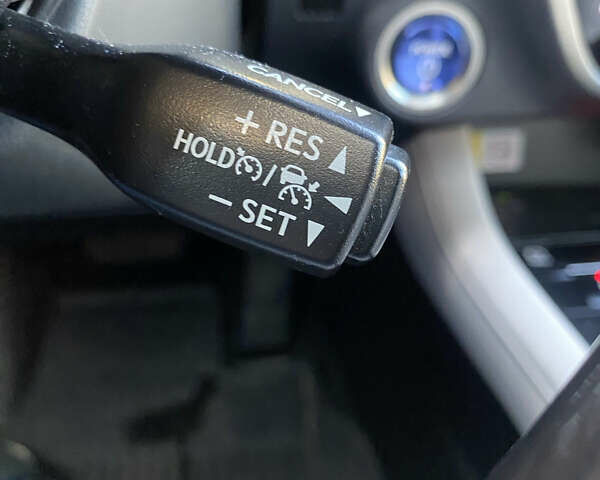 CANCEL
+ RES
HOLD /
- SET